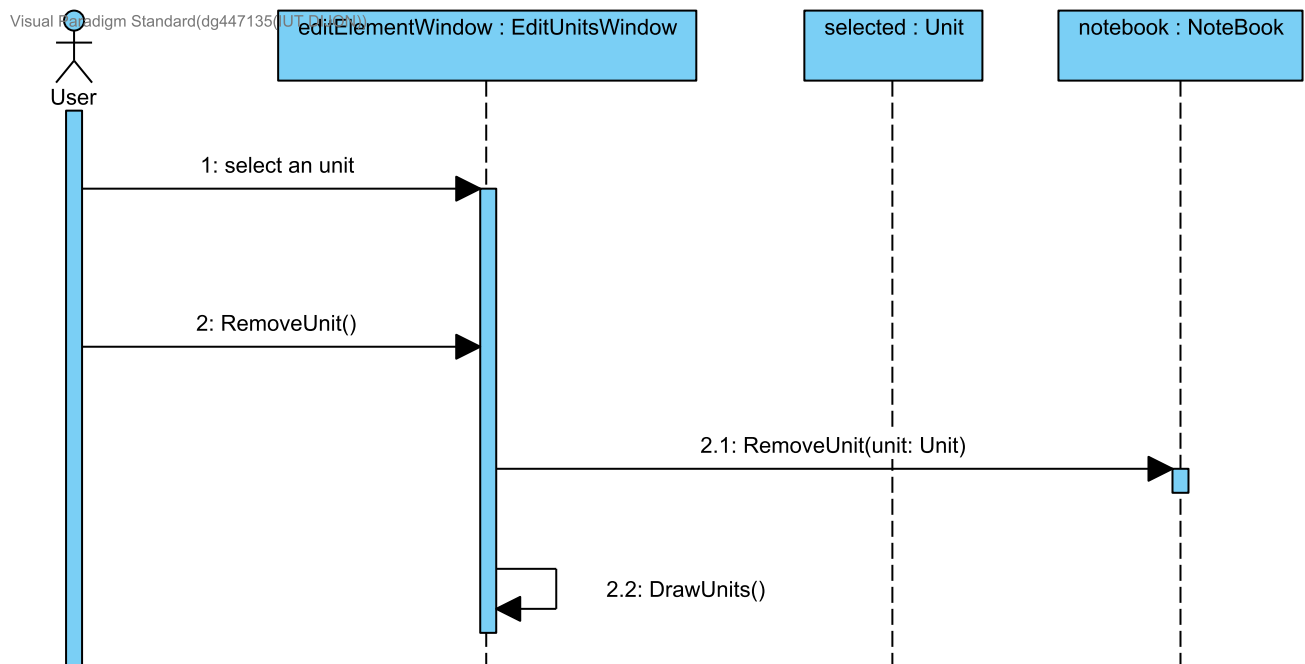 Visual Paradigm Standard(dg447135(IUT DIJON))
editElementWindow : EditUnitsWindow
selected : Unit
notebook : NoteBook
User
1: select an unit
2: RemoveUnit()
2.1: RemoveUnit(unit: Unit)
2.2: DrawUnits()